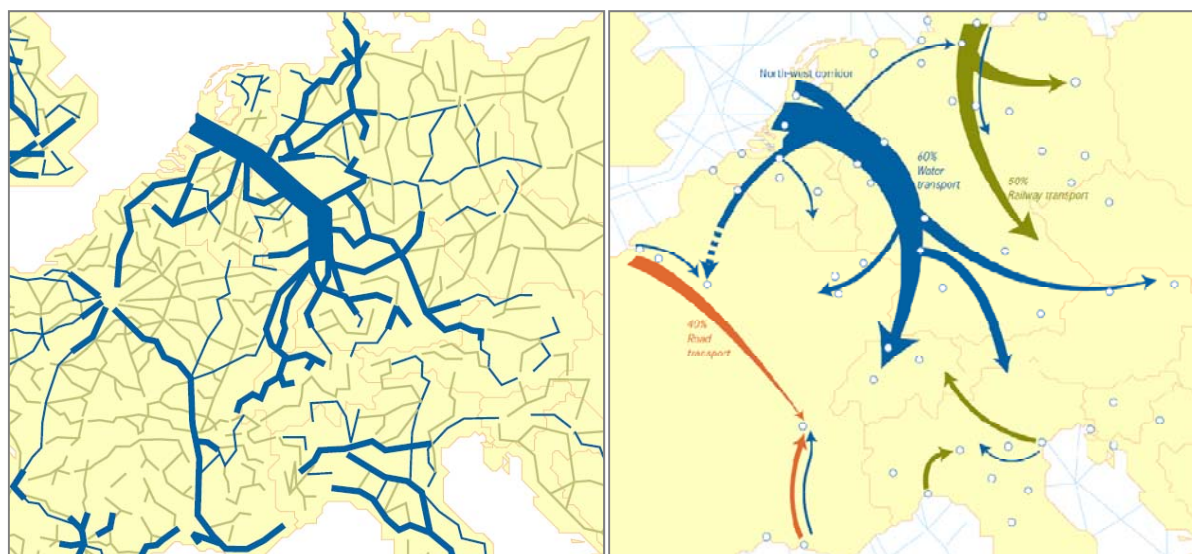 North-west corridor
60%
Water
transport
50%
Railway transport
40%
Road
transport